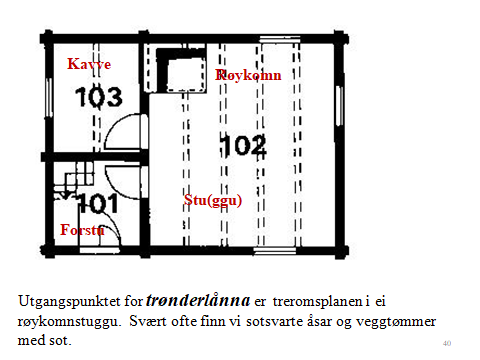 Kavve
103
Røykomn
102
Stu(ggu)
101
Forstu
Utgangspunktet for trønderlånna er treromsplanen i ei
røykomnstuggu. Svært ofte finn vi sotsvarte åsar og veggtømmer
med sot.
40